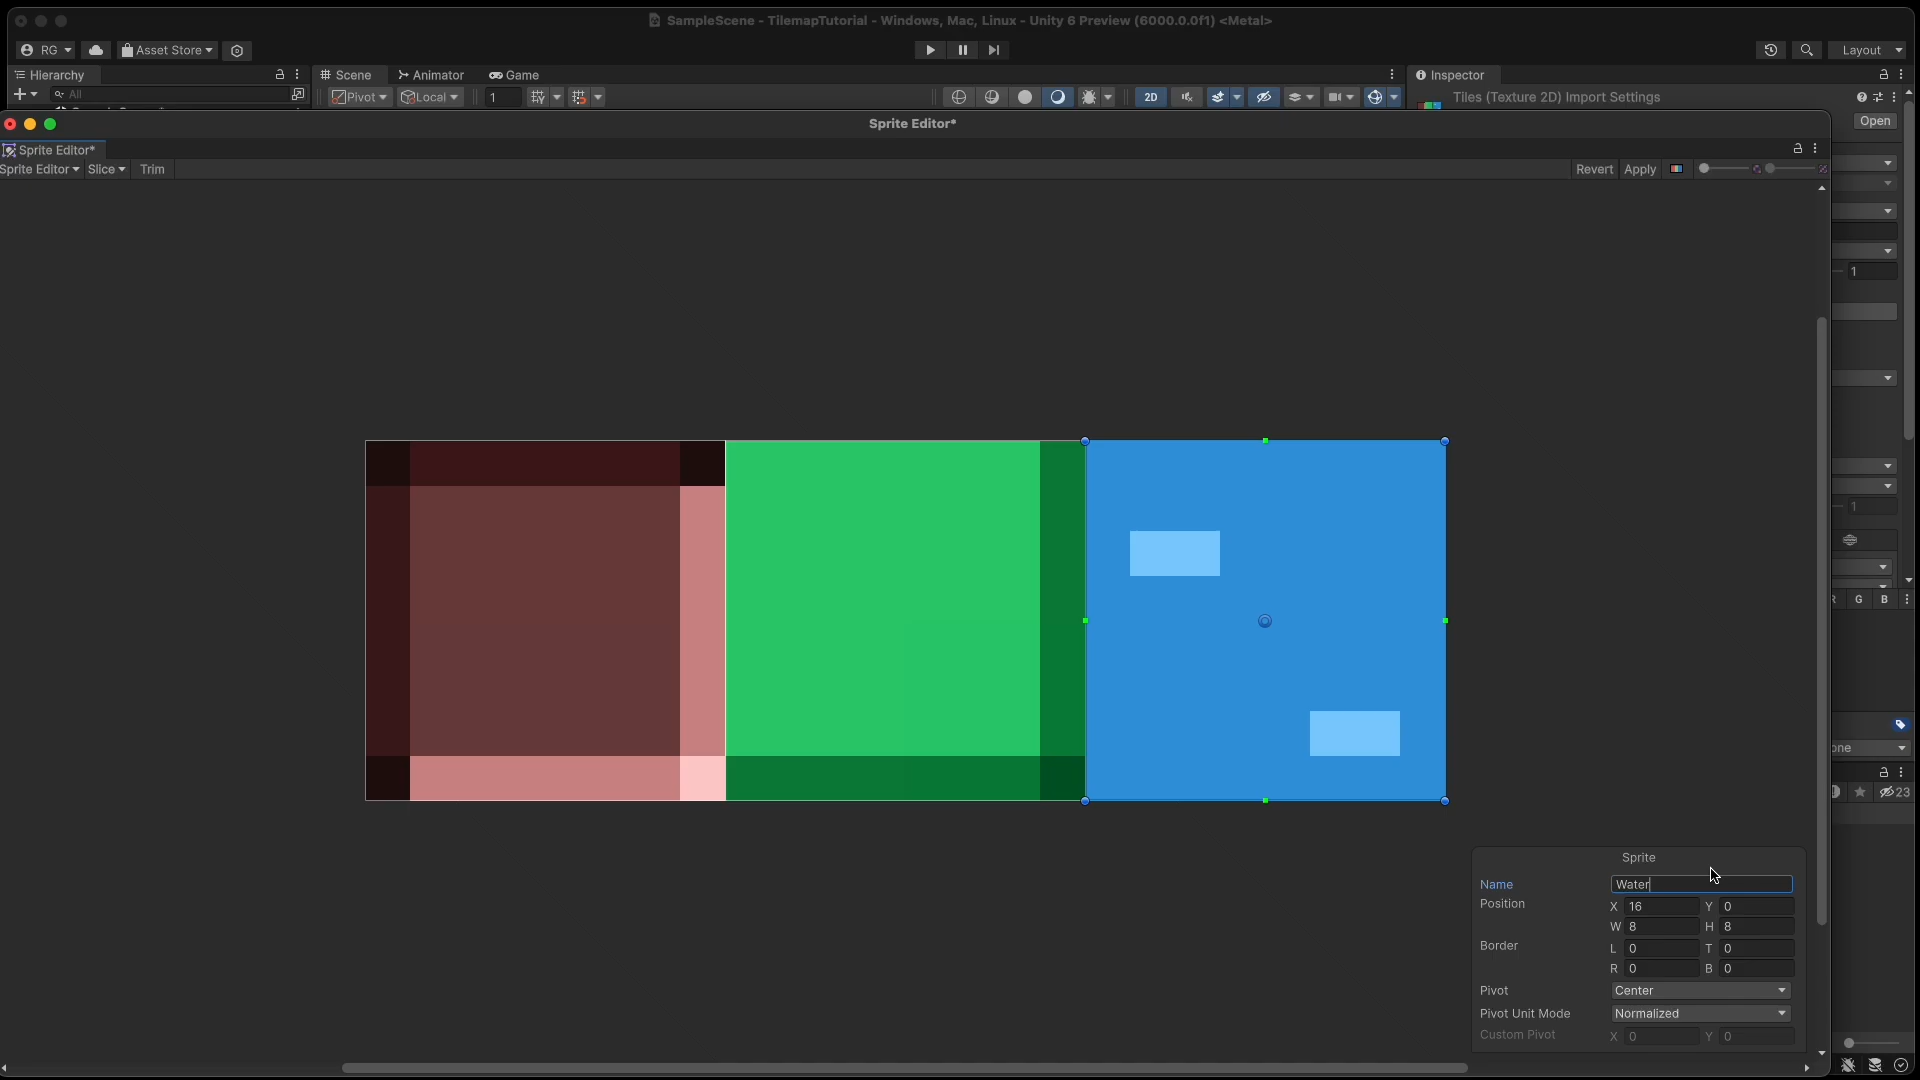 SampleScene - TilemapTutorial - Windows, Mac, Linux - Unity 6 Preview (6000.0.0f1) <Metal>
RG Asset Store Layout
Hierarchy Scene Animator Game Inspector
All Pivot Local 1 2D Tiles (Texture 2D) Import Settings
Open
Sprite Editor*
Sprite Editor*
Sprite Editor Slice Trim Revert Apply
1
1
G B
one
23
Sprite
Name Water
Position X 16 Y 0
W 8 H 8
Border L 0 T 0
R 0 B 0
Pivot Center
Pivot Unit Mode Normalized
Custom Pivot X 0 Y 0